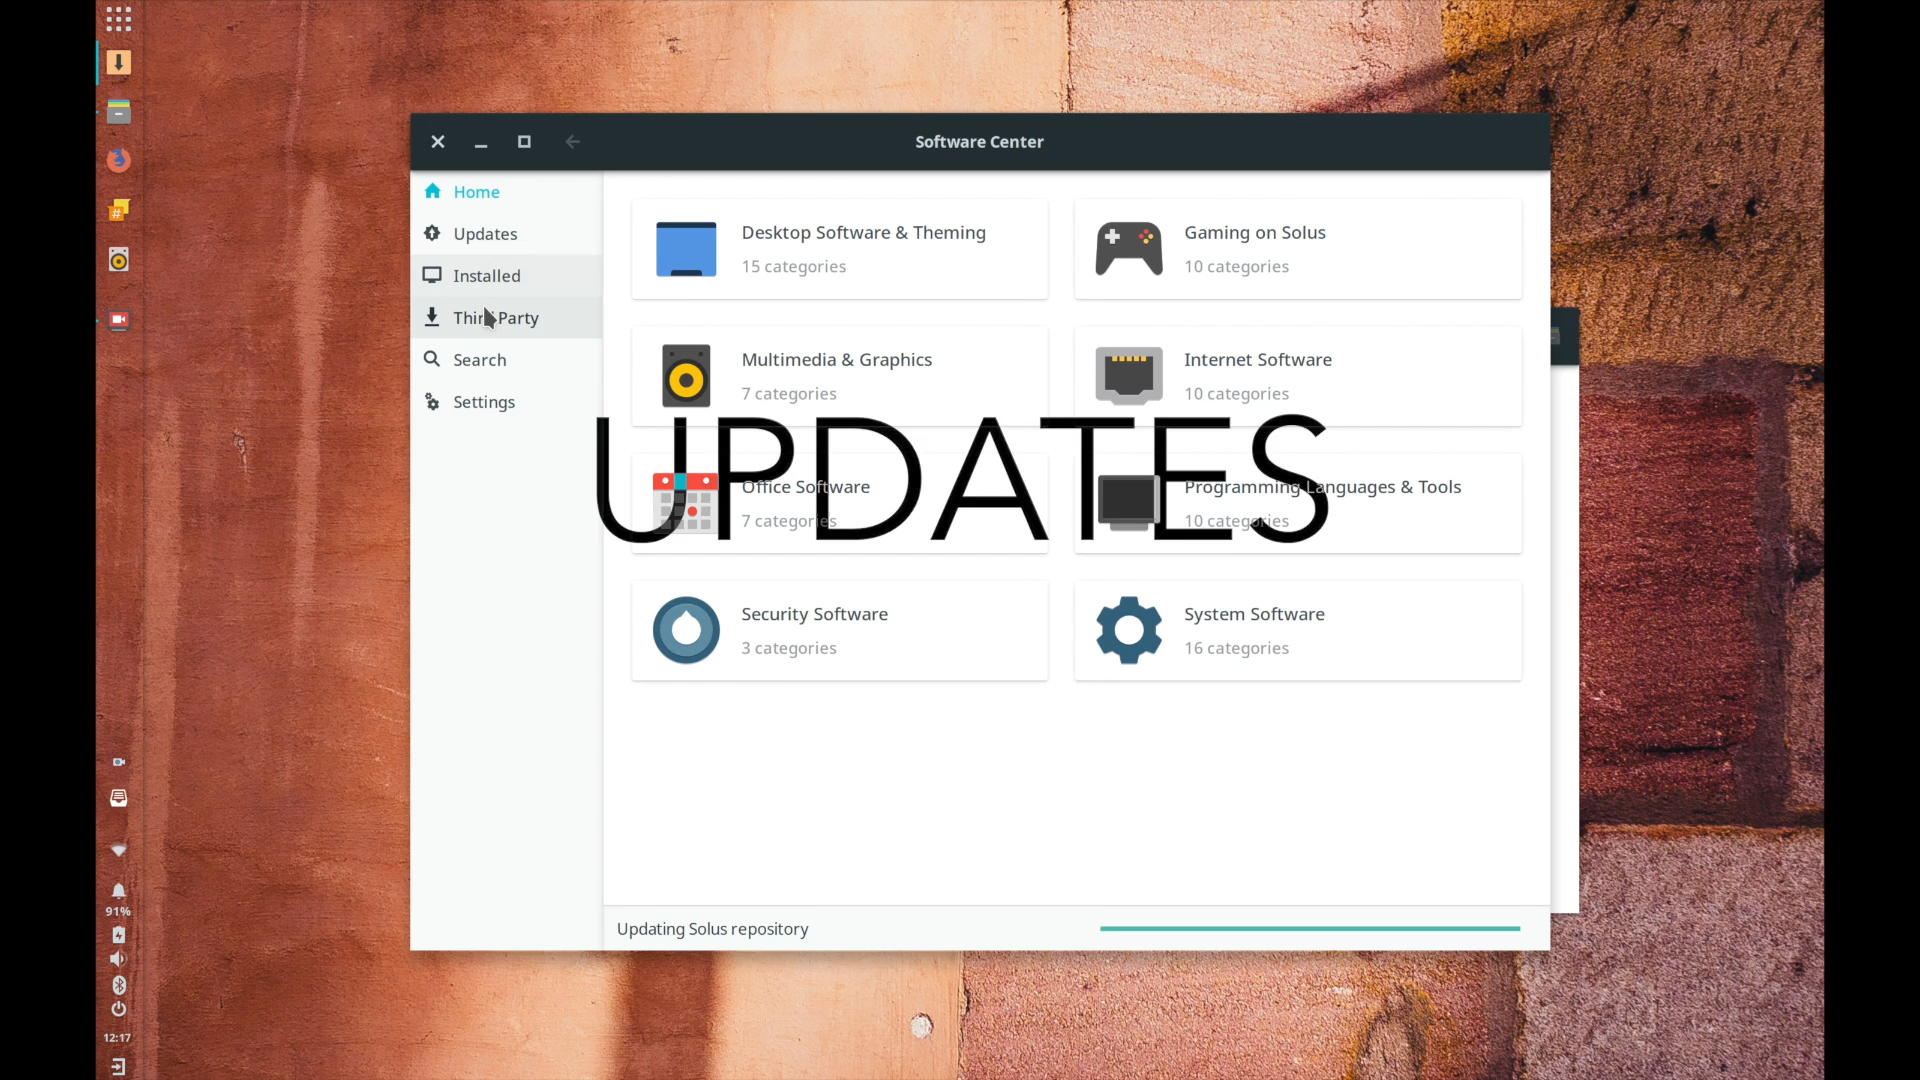 Software Center
Home
Updates
Installed
Third Party
Search
Settings
Desktop Software & Theming
15 categories
Gaming on Solus
10 categories
Multimedia & Graphics
7 categories
Internet Software
10 categories
UPDATES
Office Software
7 categories
Programming Languages & Tools
10 categories
Security Software
3 categories
System Software
16 categories
Updating Solus repository
#
91%
12:17